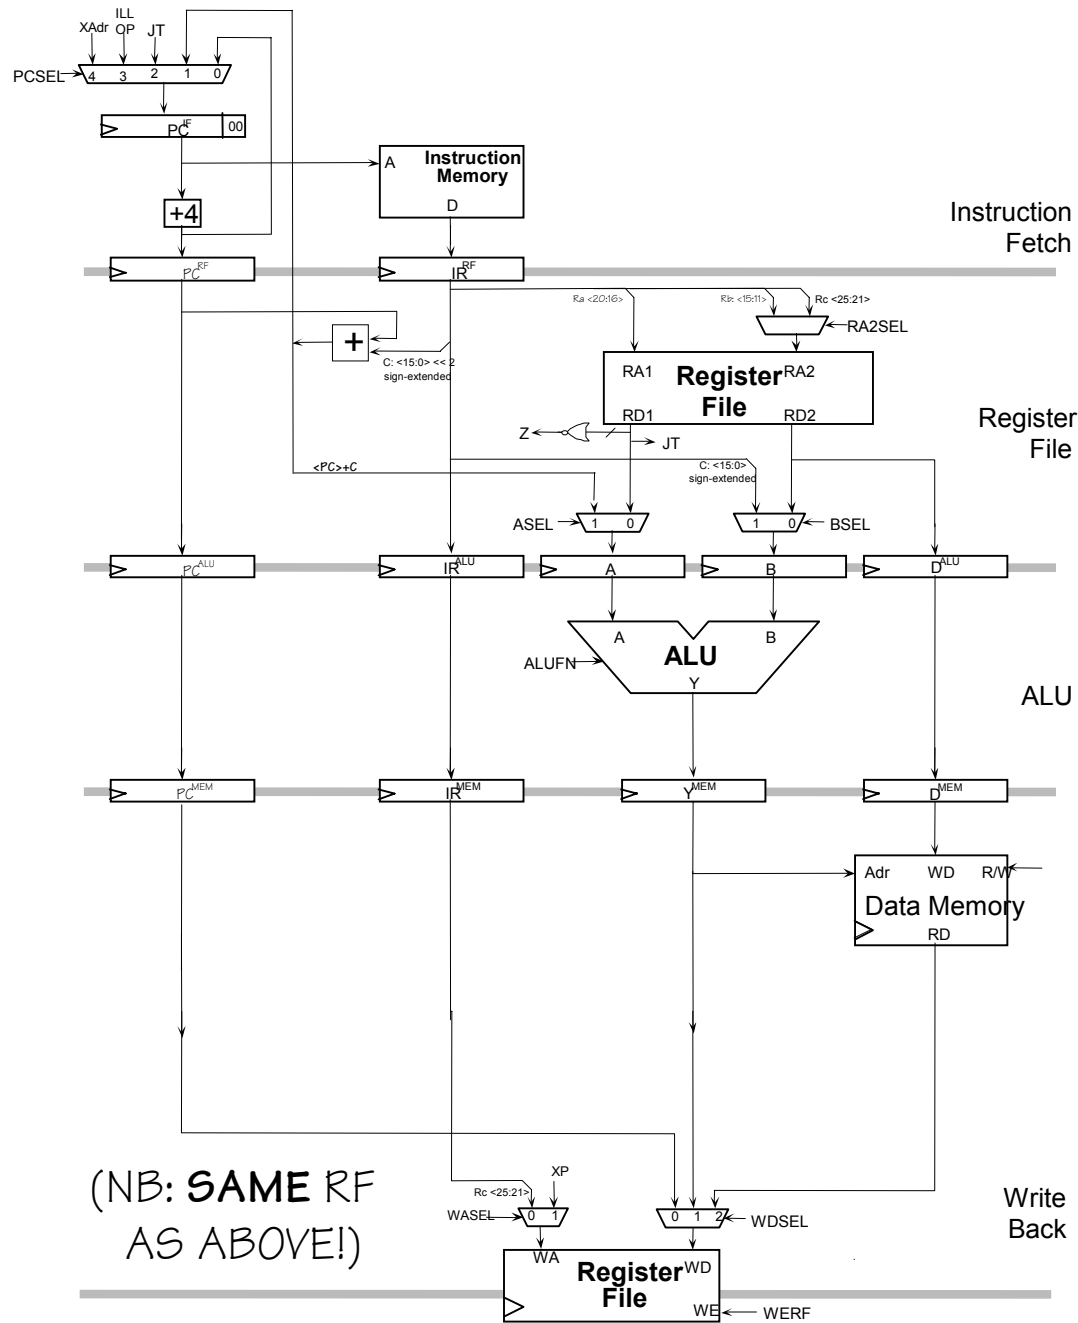 ILL
XAdr OP JT
PCSEL 4 3 2 1 0
PC IF 00
A Instruction
Memory
D
+4
Instruction
Fetch
PC RF IR RF
Ra <20:16> Rb: <15:11> Rc <25:21>
RA2SEL
+
C: <15:0> << 2
sign-extended
RA1 Register RA2
File
RD1 RD2
Register
File
Z JT
<PC>+C C: <15:0>
sign-extended
ASEL 1 0 1 0 BSEL
PC ALU IR ALU A B D ALU
A B
ALUFN ALU
Y
ALU
PC MEM IR MEM Y MEM D MEM
Adr WD R/W
Data Memory
RD
(NB: SAME RF
AS ABOVE!)
XP
Rc <25:21>
WASEL 0 1 0 1 2 WDSEL
Write
Back
WA Register WD
File
WE WERF